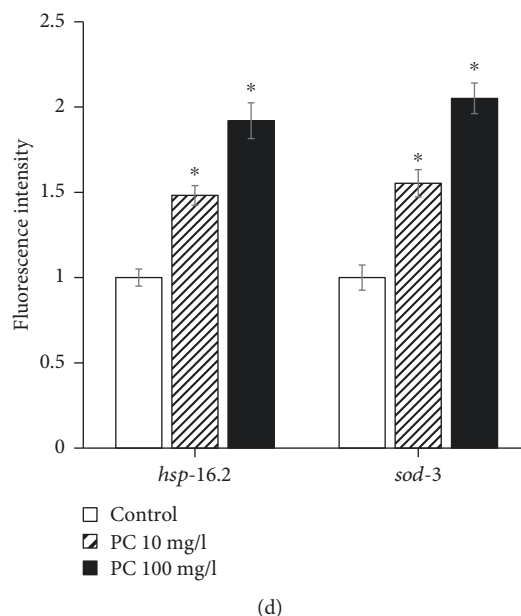 Fluorescence intensity
2.5
2
1.5
1
0.5
0
*
*
*
*
hsp-16.2
sod-3
Control
PC 10 mg/l
PC 100 mg/l
(d)